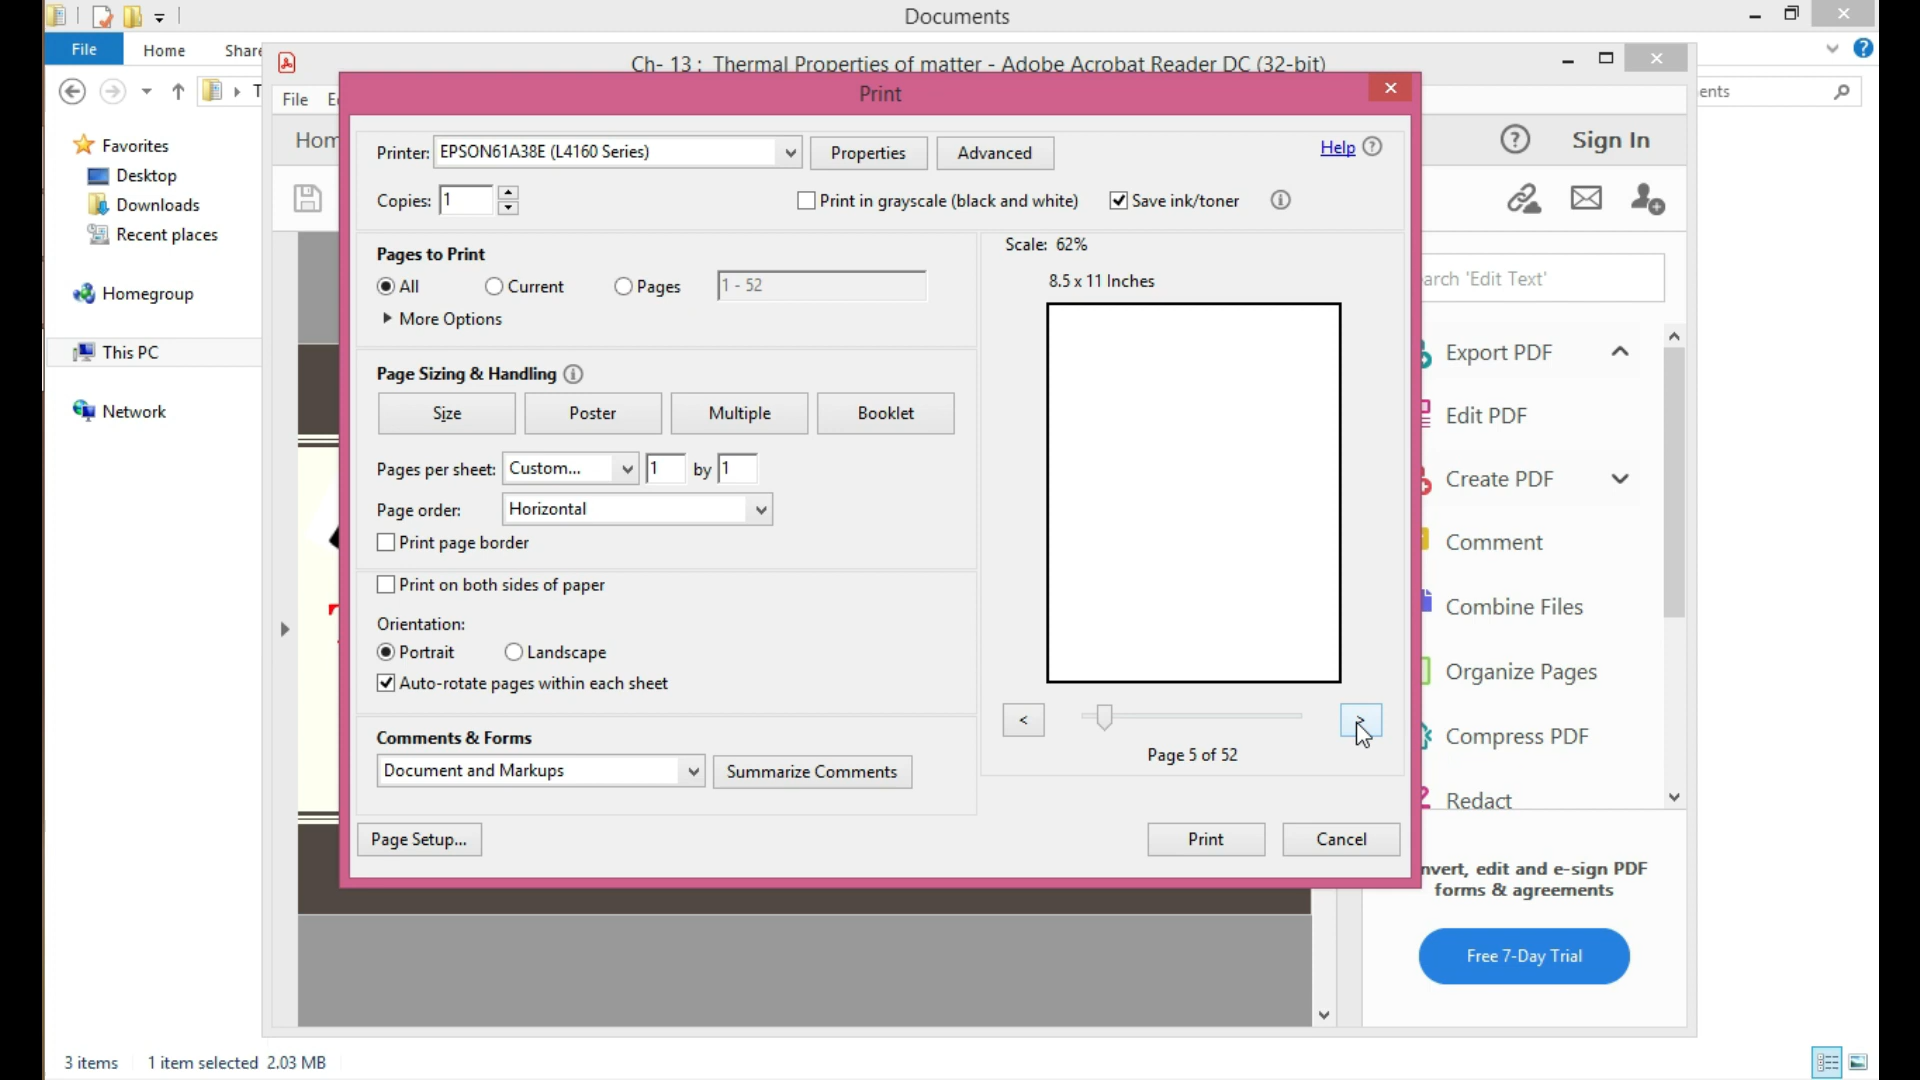 Documents
File
Home
Share
Ch- 13 : Thermal Properties of matter - Adobe Acrobat Reader DC (32-bit)
File
Print
Favorites
Desktop
Downloads
Recent places
Homegroup
This PC
Network
Printer:
EPSON61A38E (L4160 Series)
Properties
Advanced
Help
Sign In
Copies:
1
Print in grayscale (black and white)
Save ink/toner
Pages to Print
All
Current
Pages
1 - 52
More Options
Scale: 62%
8.5 x 11 Inches
Page Sizing & Handling
Size
Poster
Multiple
Booklet
Pages per sheet:
Custom...
1
by
1
Page order:
Horizontal
Print page border
Print on both sides of paper
Orientation:
Portrait
Landscape
Auto-rotate pages within each sheet
Comments & Forms
Document and Markups
Summarize Comments
<
>
Page 5 of 52
Page Setup...
Print
Cancel
Export PDF
Edit PDF
Create PDF
Comment
Combine Files
Organize Pages
Compress PDF
Redact
edit and e-sign PDF
forms & agreements
Free 7-Day Trial
3 items
1 item selected 2.03 MB